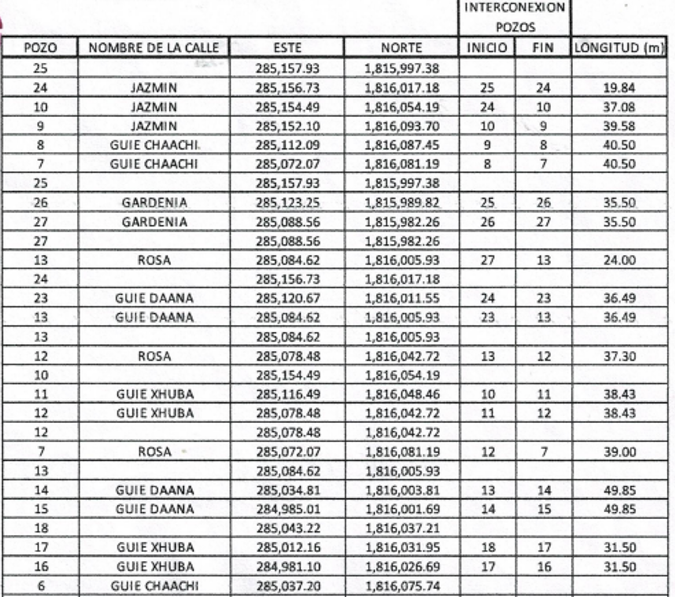 INTERCONEXION
POZOS
POZO NOMBRE DE LA CALLE ESTE NORTE INICIO FIN LONGITUD (m)
25 285,157.93 1,815,997.38
24 JAZMIN 285,156.73 1,816,017.18 25 24 19.84
10 JAZMIN 285,154.49 1,816,054.19 24 10 37.08
9 JAZMIN 285,152.10 1,816,093.70 10 9 39.58
8 GUIE CHAACHI 285,112.09 1,816,087.45 9 8 40.50
7 GUIE CHAACHI 285,072.07 1,816,081.19 8 7 40.50
25 285,157.93 1,815,997.38
26 GARDENIA 285,123.25 1,815,989.82 25 26 35.50
27 GARDENIA 285,088.56 1,815,982.26 26 27 35.50
27 285,088.56 1,815,982.26
13 ROSA 285,084.62 1,816,005.93 27 13 24.00
24 285,156.73 1,816,017.18
23 GUIE DAANA 285,120.67 1,816,011.55 24 23 36.49
13 GUIE DAANA 285,084.62 1,816,005.93 23 13 36.49
13 285,084.62 1,816,005.93
12 ROSA 285,078.48 1,816,042.72 13 12 37.30
10 285,154.49 1,816,054.19
11 GUIE XHUBA 285,116.49 1,816,048.46 10 11 38.43
12 GUIE XHUBA 285,078.48 1,816,042.72 11 12 38.43
12 285,078.48 1,816,042.72
7 ROSA 285,072.07 1,816,081.19 12 7 39.00
13 285,084.62 1,816,005.93
14 GUIE DAANA 285,034.81 1,816,003.81 13 14 49.85
15 GUIE DAANA 284,985.01 1,816,001.69 14 15 49.85
18 285,043.22 1,816,037.21
17 GUIE XHUBA 285,012.16 1,816,031.95 18 17 31.50
16 GUIE XHUBA 284,981.10 1,816,026.69 17 16 31.50
6 GUIE CHAACHI 285,037.20 1,816,075.74